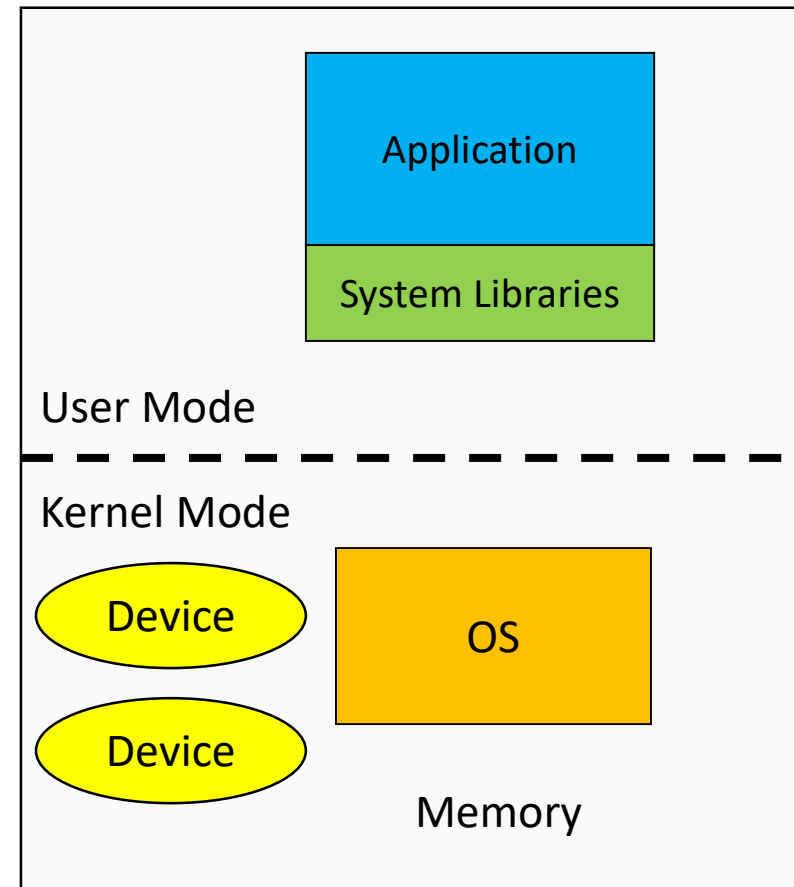 Application
System Libraries
User Mode
Kernel Mode
Device
OS
Device
Memory